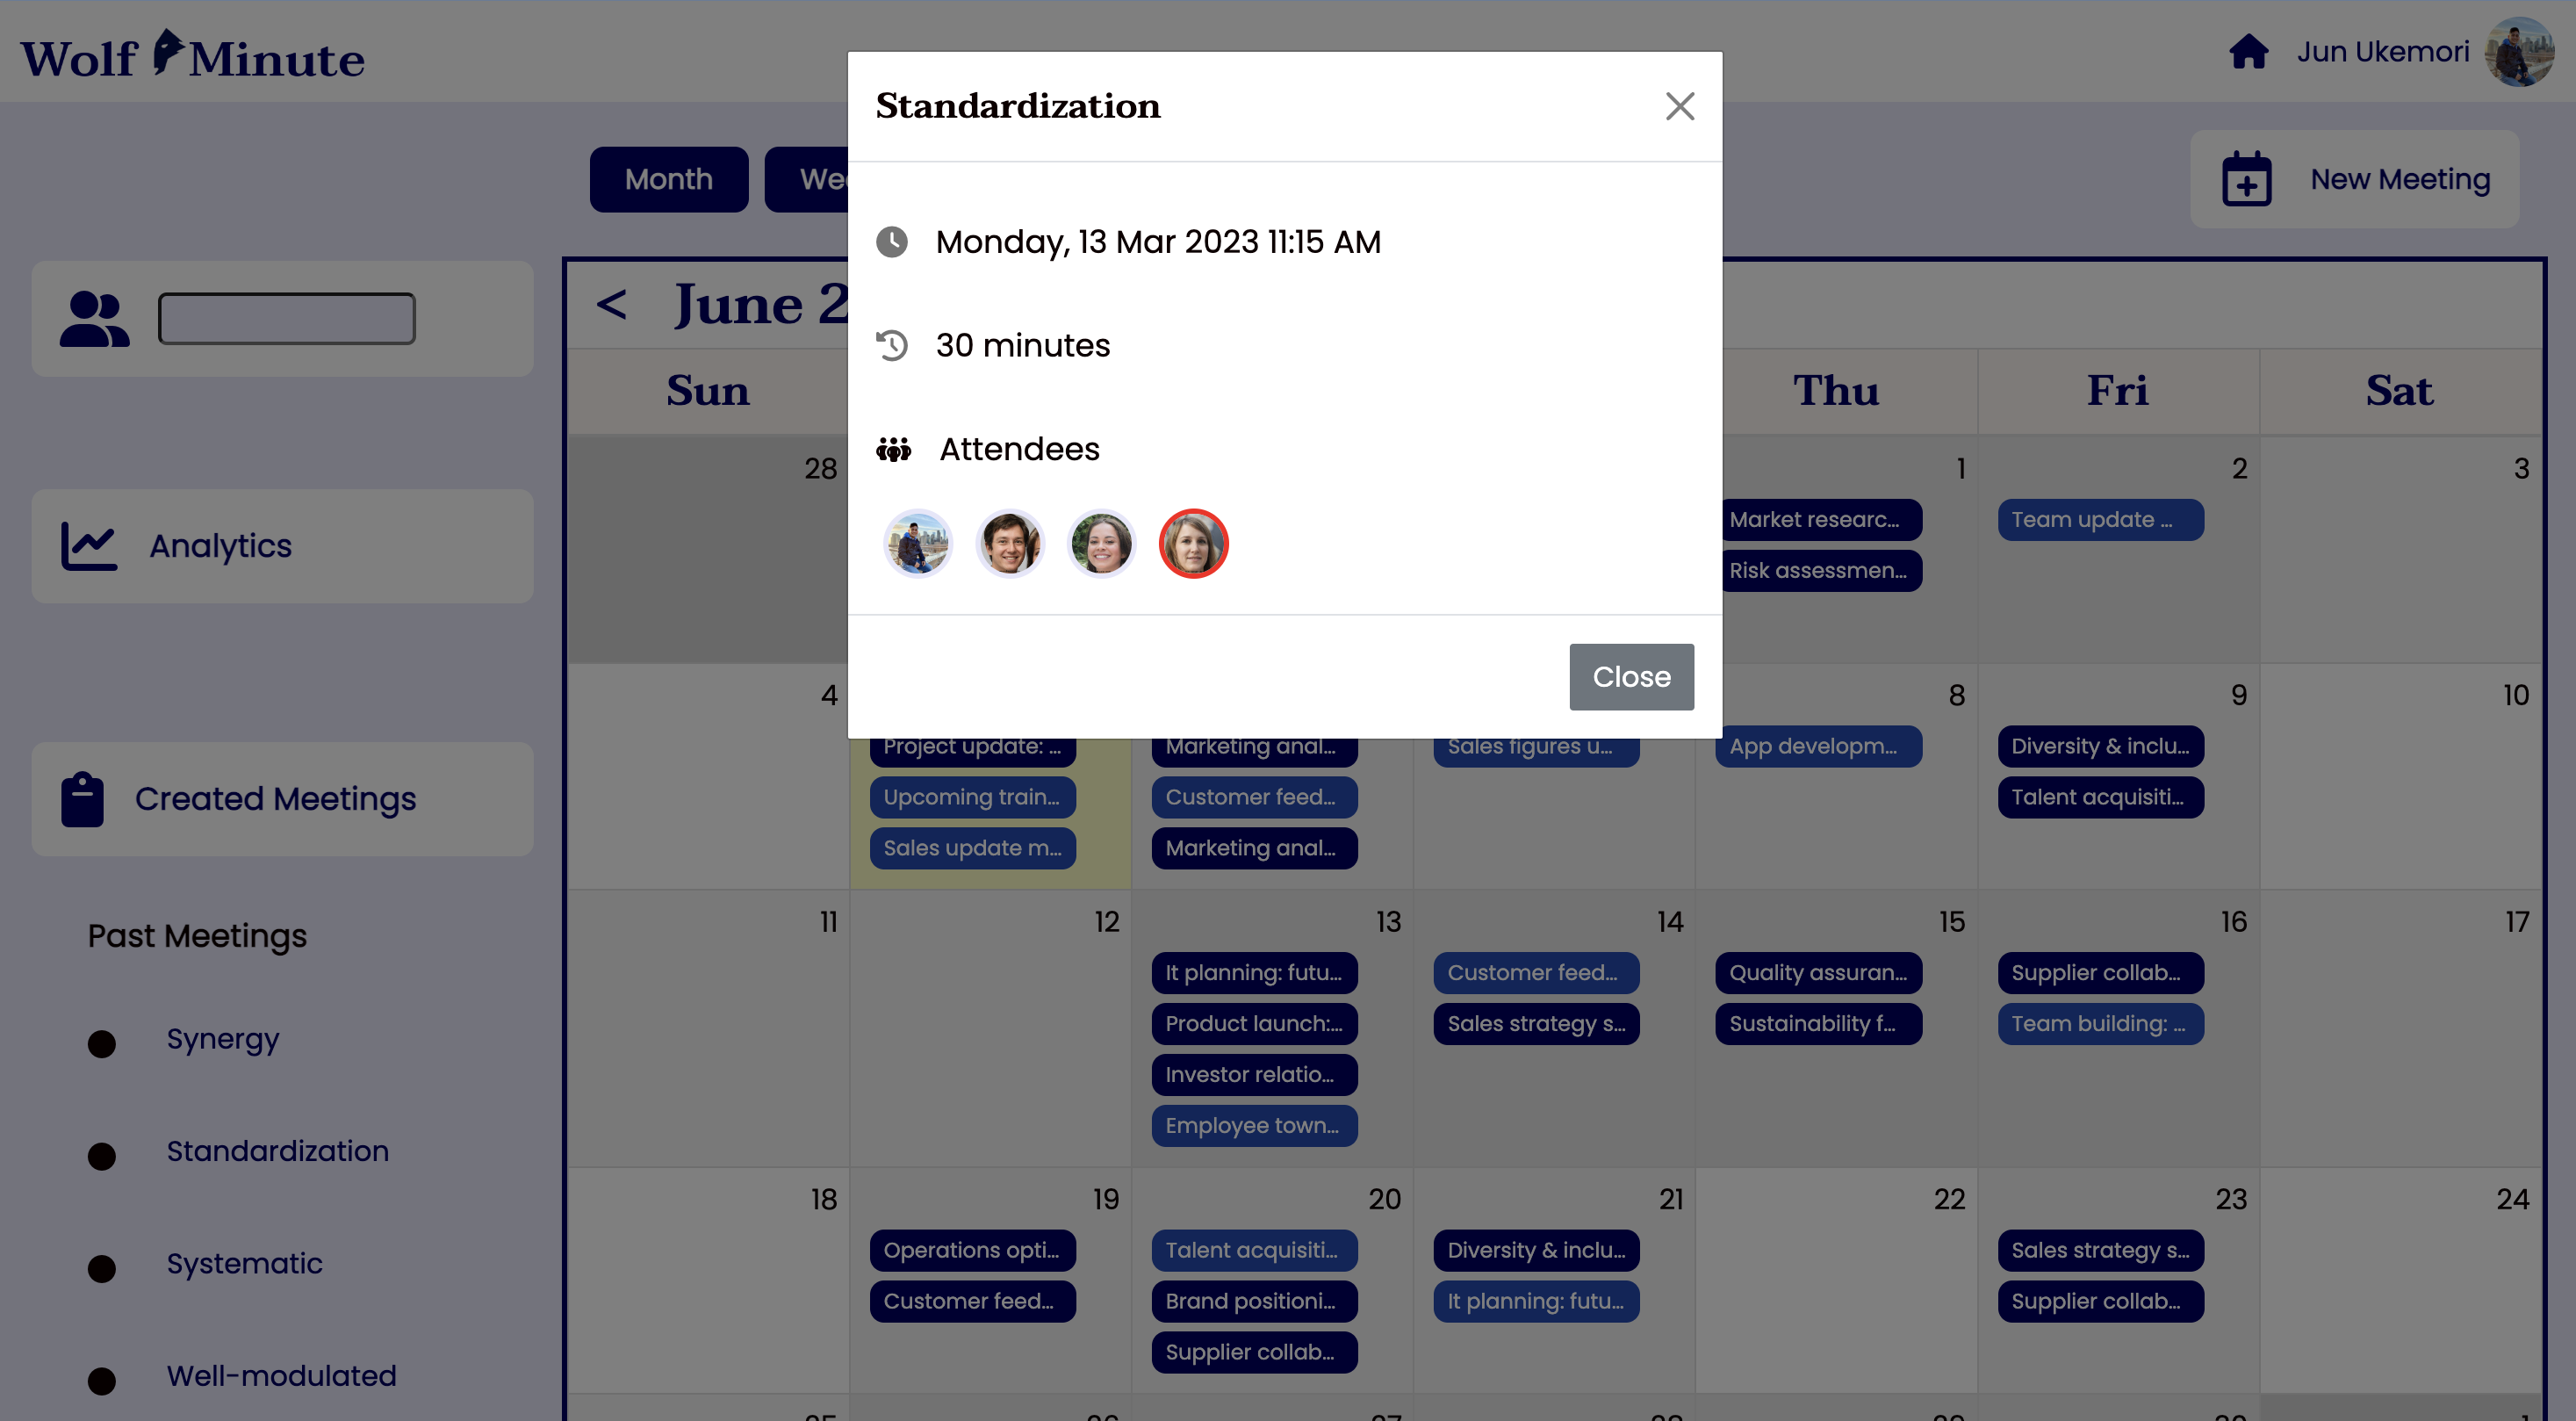 Wolf Minute
Jun Ukemori
Standardization
Monday, 13 Mar 2023 11:15 AM
30 minutes
Attendees
Close
Month
New Meeting
Analytics
Created Meetings
Past Meetings
Synergy
Standardization
Systematic
Well-modulated
< June
Sun Thu Fri Sat
28 1 2 3
Market researc...
Risk assessmen...
Team update ...
4 8 9 10
Project update: ...
Upcoming train...
Sales update m...
Marketing anal...
Customer feed...
Marketing anal...
Sales figures u...
App developm...
Diversity & inclu...
Talent acquisiti...
11 12 13 14 15 16 17
It planning: futu...
Product launch:...
Investor relatio...
Employee town...
Customer feed...
Sales strategy s...
Quality assuran...
Sustainability f...
Supplier collab...
Team building: ...
18 19 20 21 22 23 24
Operations opti...
Customer feed...
Talent acquisiti...
Brand positioni...
Supplier collab...
Diversity & inclu...
It planning: futu...
Sales strategy s...
Supplier collab...